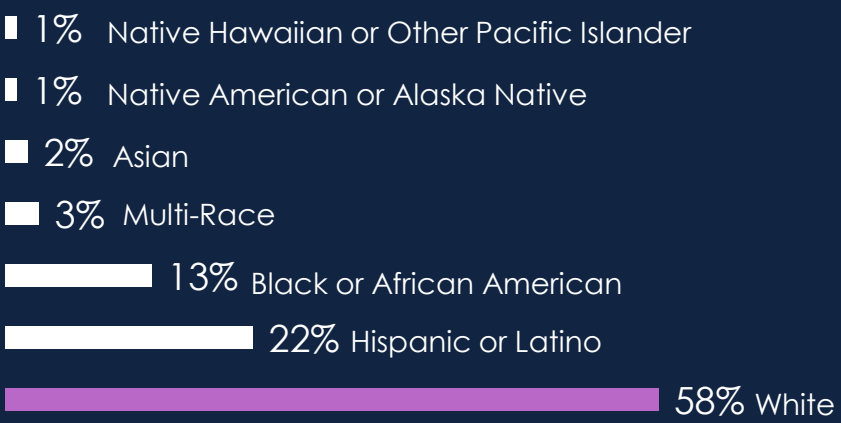 1% Native Hawaiian or Other Pacific Islander
1% Native American or Alaska Native
2% Asian
3% Multi-Race
13% Black or African American
22% Hispanic or Latino
58% White